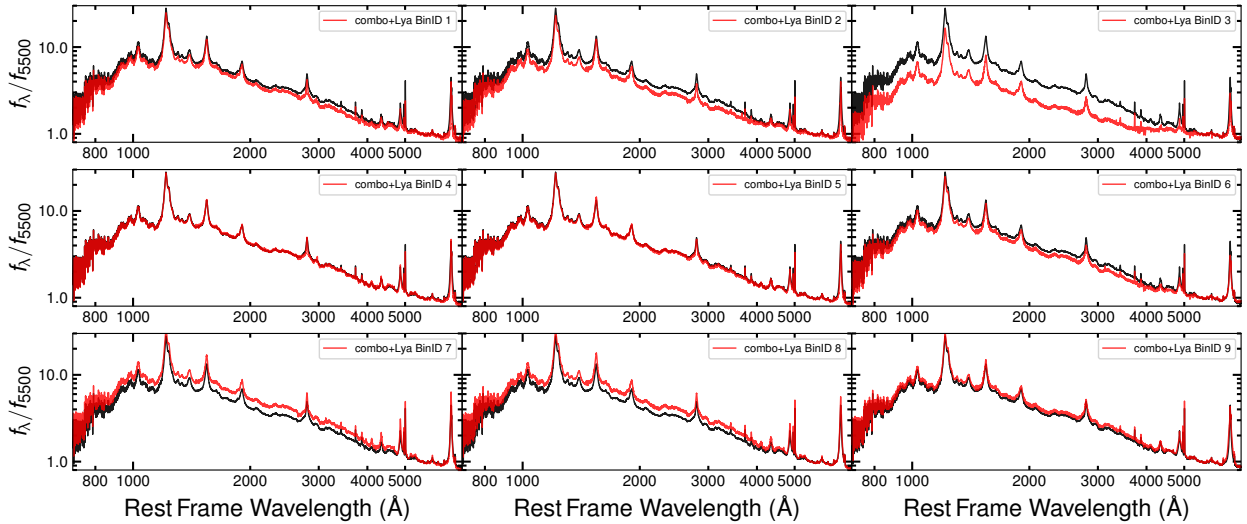 combo+Lya BinID 1
combo+Lya BinID 2
combo+Lya BinID 3
10.0
1.0
fλ/f5500
800 1000 2000 3000 4000 5000
800 1000 2000 3000 4000 5000
800 1000 2000 3000 4000 5000
combo+Lya BinID 4
combo+Lya BinID 5
combo+Lya BinID 6
10.0
1.0
fλ/f5500
800 1000 2000 3000 4000 5000
800 1000 2000 3000 4000 5000
800 1000 2000 3000 4000 5000
combo+Lya BinID 7
combo+Lya BinID 8
combo+Lya BinID 9
10.0
1.0
fλ/f5500
800 1000 2000 3000 4000 5000
800 1000 2000 3000 4000 5000
800 1000 2000 3000 4000 5000
Rest Frame Wavelength (Å)
Rest Frame Wavelength (Å)
Rest Frame Wavelength (Å)